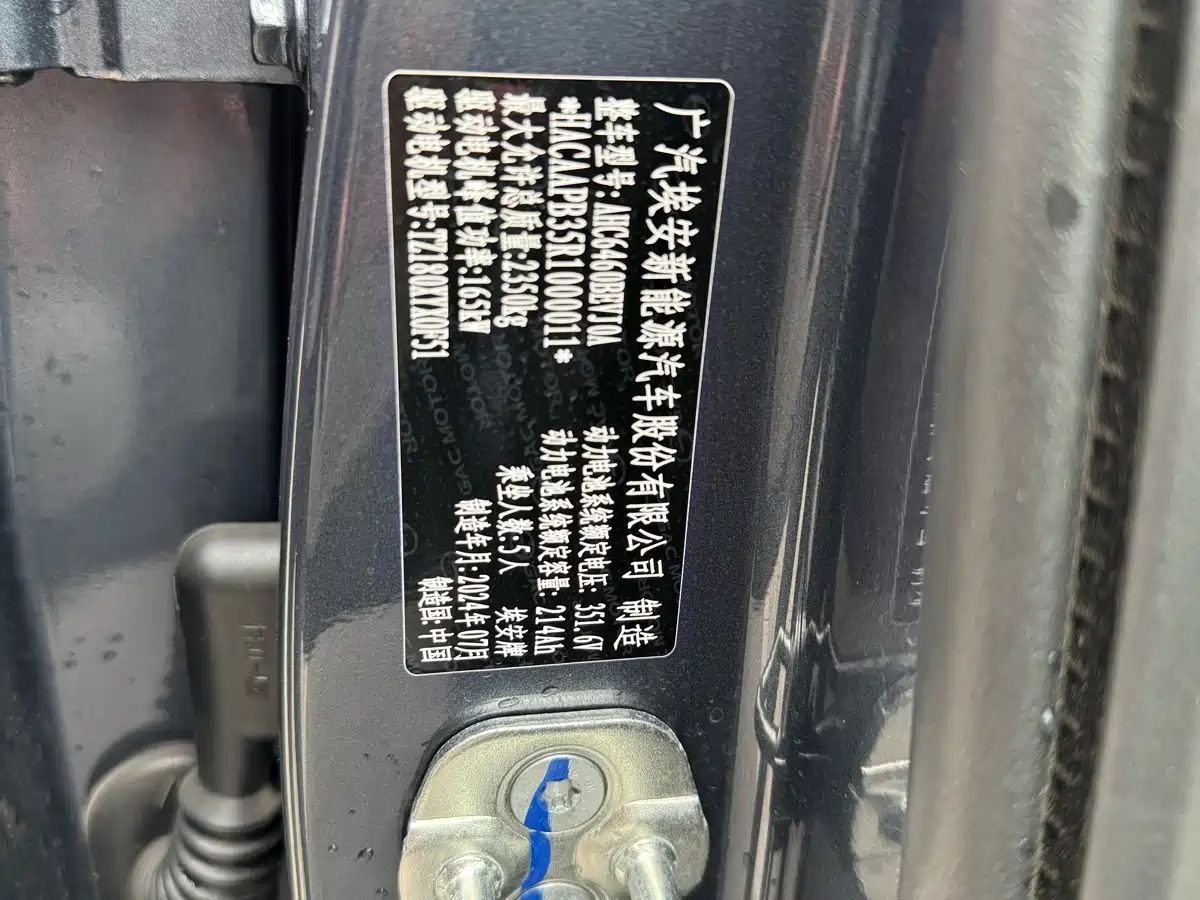 广汽埃安新能源汽车股份有限公司 制造
整车型号:AHC6460BEV70A 动力电池系统额定电压: 351.6V
*HACAAPB35R1000011* 动力电池系统额定容量: 214Ah
最大允许总质量:2350kg 乘坐人数:5人 埃安牌
驱动电机峰值功率:165kW 制造年月:2024年07月
驱动电机型号:TZ180XYX0F51 制造国: 中国